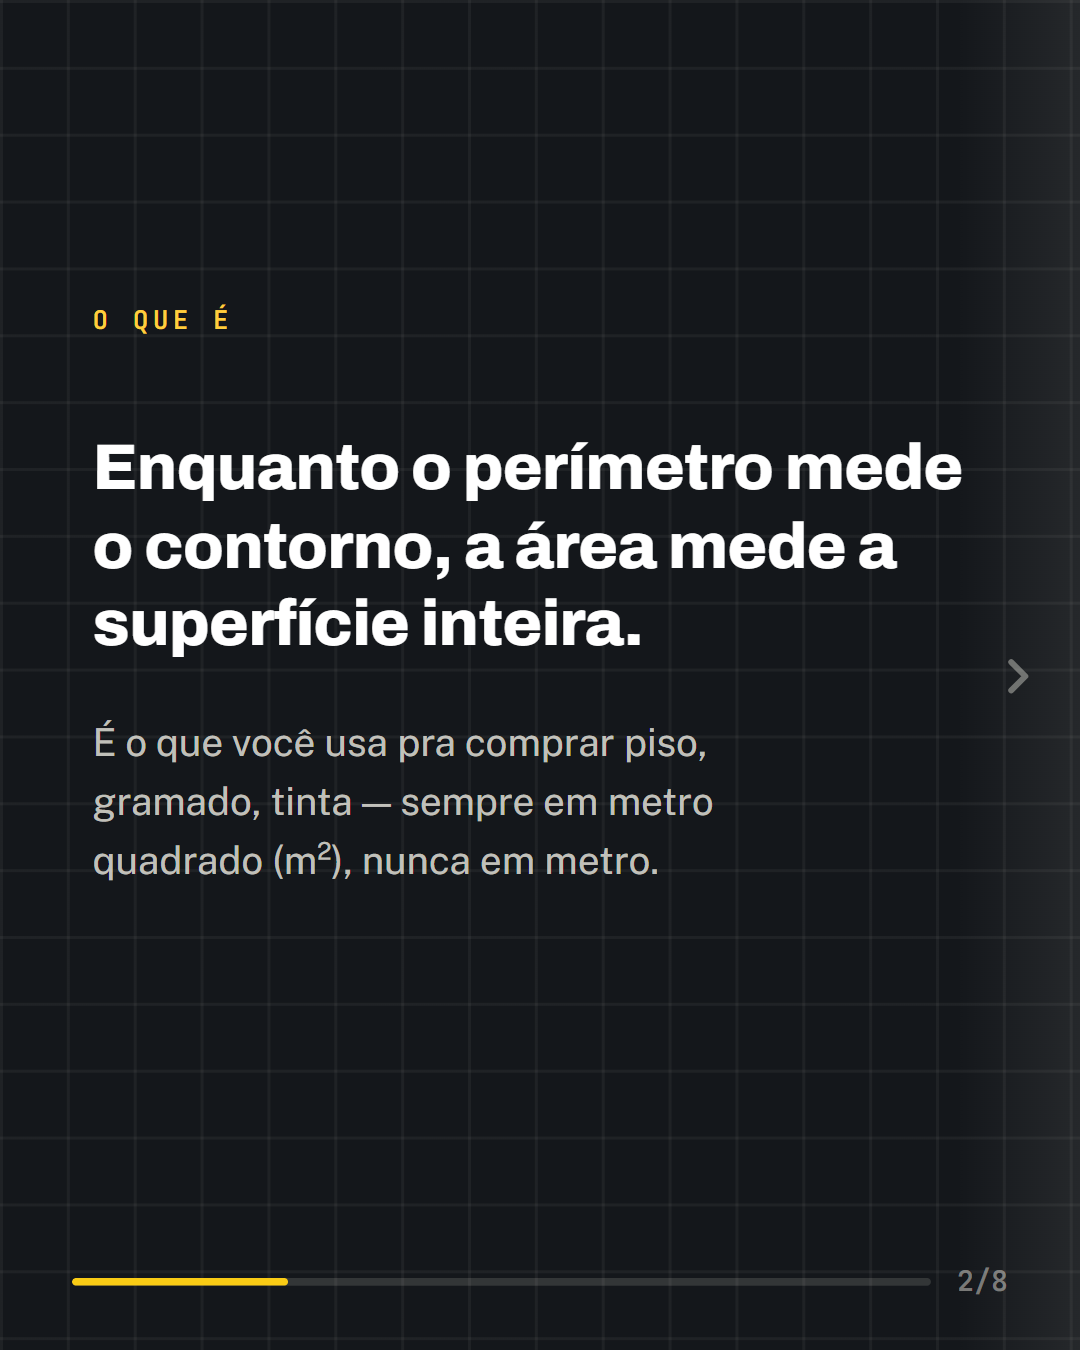 O QUE É
Enquanto o perímetro mede
o contorno, a área mede a
superfície inteira.
É o que você usa pra comprar piso,
gramado, tinta — sempre em metro
quadrado (m²), nunca em metro.
2/8